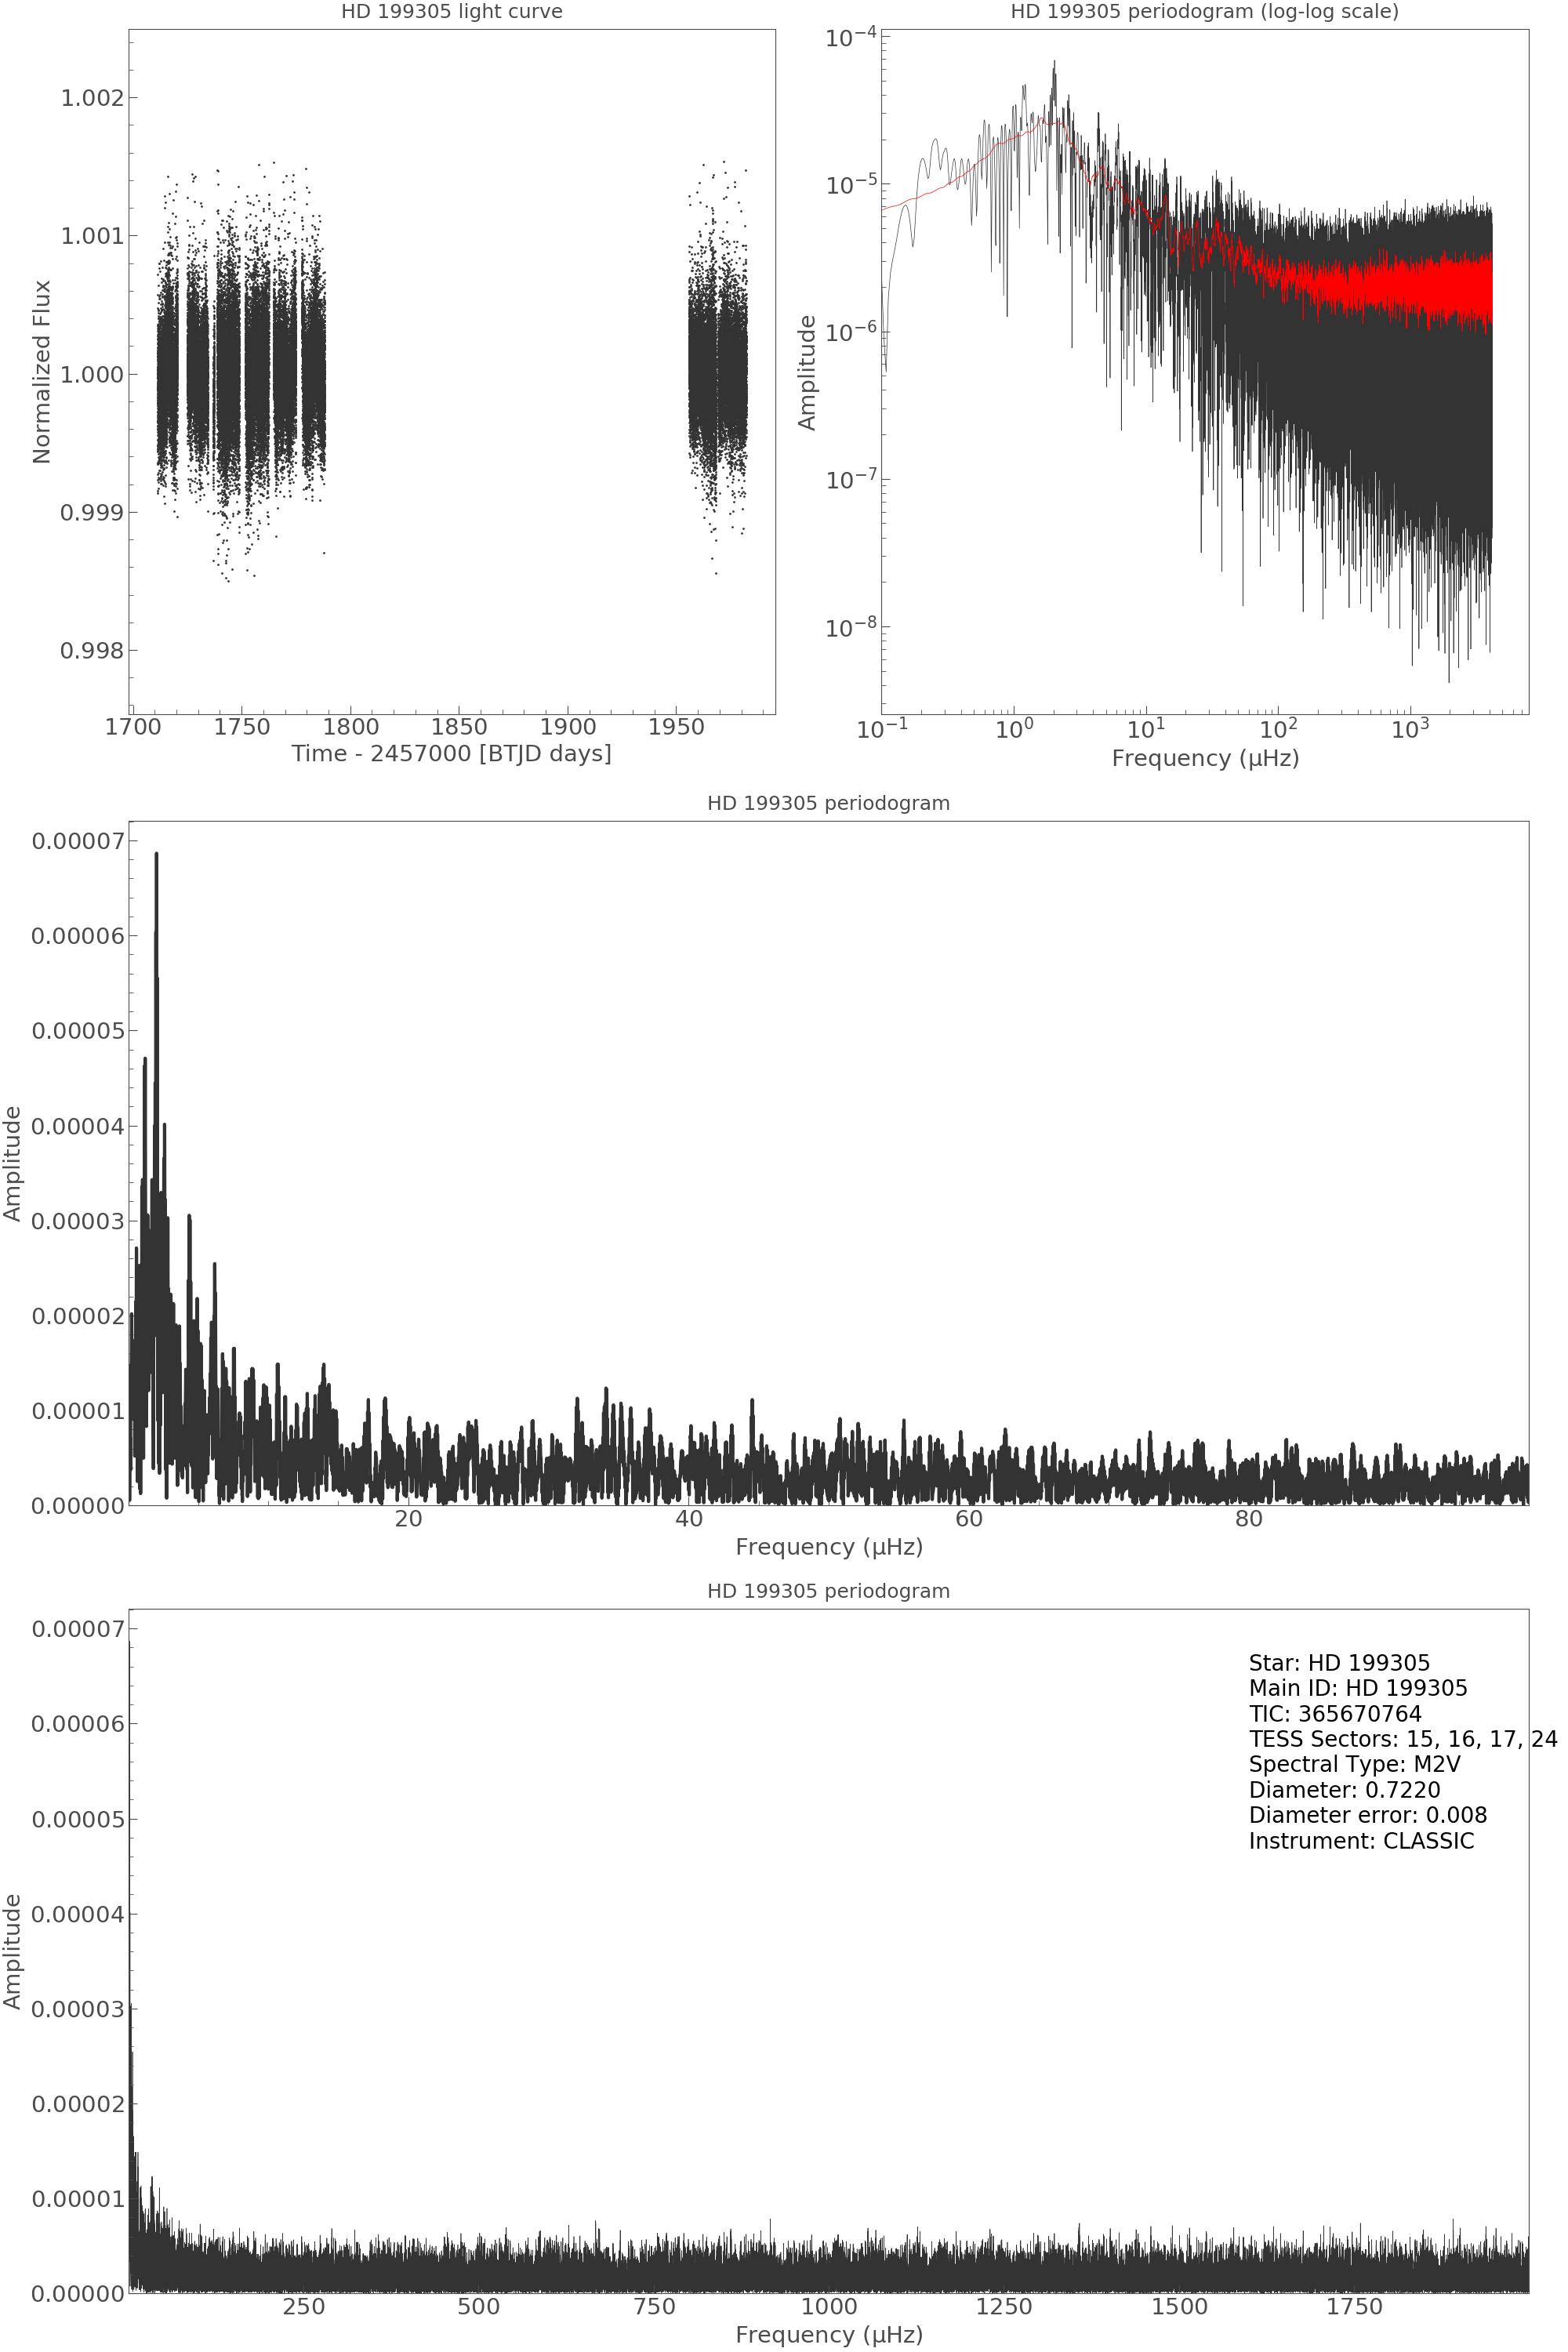 HD 199305 light curve
1.002
1.001
1.000
0.999
0.998
Normalized Flux
1700 1750 1800 1850 1900 1950
Time - 2457000 [BTJD days]
HD 199305 periodogram (log-log scale)
10⁻⁴
10⁻⁵
10⁻⁶
10⁻⁷
10⁻⁸
Amplitude
10⁻¹ 10⁰ 10¹ 10² 10³
Frequency (μHz)
HD 199305 periodogram
0.00007
0.00006
0.00005
0.00004
0.00003
0.00002
0.00001
0.00000
Amplitude
20 40 60 80
Frequency (μHz)
HD 199305 periodogram
0.00007
0.00006
0.00005
0.00004
0.00003
0.00002
0.00001
0.00000
Amplitude
Star: HD 199305
Main ID: HD 199305
TIC: 365670764
TESS Sectors: 15, 16, 17, 24
Spectral Type: M2V
Diameter: 0.7220
Diameter error: 0.008
Instrument: CLASSIC
250 500 750 1000 1250 1500 1750
Frequency (μHz)